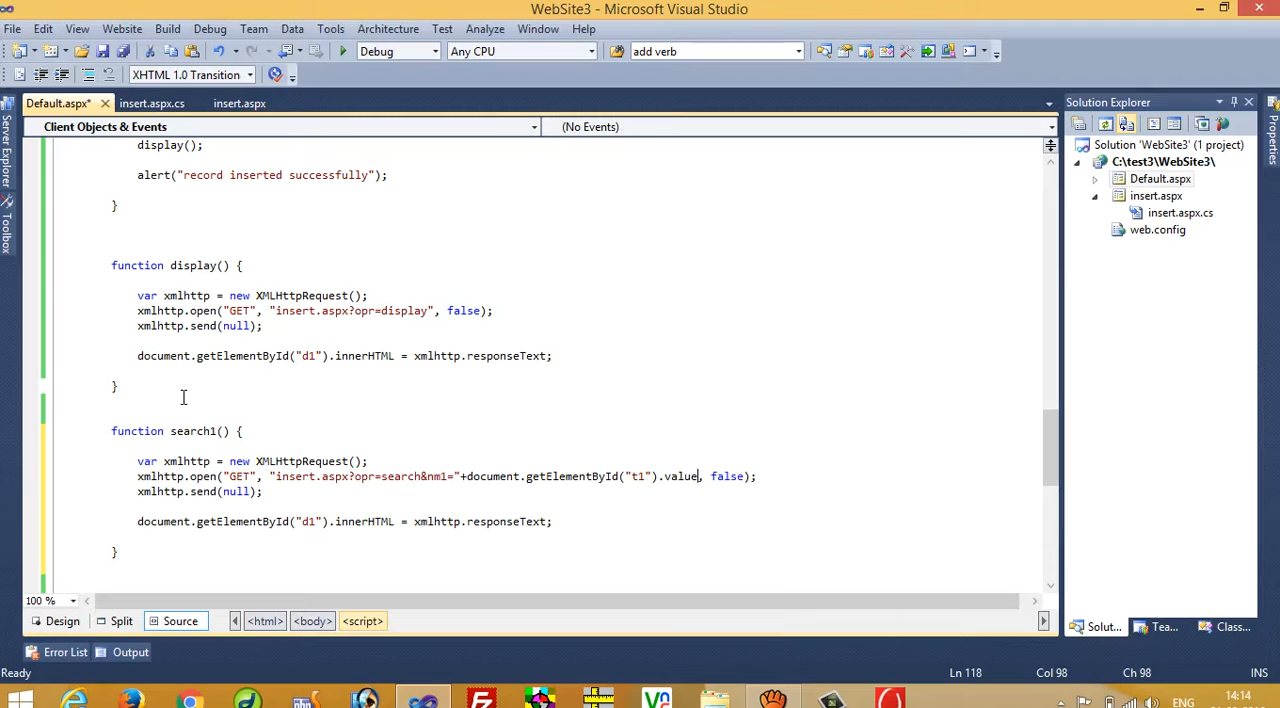 WebSite3 - Microsoft Visual Studio
File Edit View Website Build Debug Team Data Tools Architecture Test Analyze Window Help
Debug Any CPU add verb
XHTML 1.0 Transition
Default.aspx* insert.aspx.cs insert.aspx
Client Objects & Events (No Events)
display();
alert("record inserted successfully");
}
function display() {
var xmlhttp = new XMLHttpRequest();
xmlhttp.open("GET", "insert.aspx?opr=display", false);
xmlhttp.send(null);
document.getElementById("d1").innerHTML = xmlhttp.responseText;
}
function search1() {
var xmlhttp = new XMLHttpRequest();
xmlhttp.open("GET", "insert.aspx?opr=search&nm1="+document.getElementById("t1").value, false);
xmlhttp.send(null);
document.getElementById("d1").innerHTML = xmlhttp.responseText;
}
100 %
Design Split Source <html> <body> <script>
Error List Output
Ready Ln 118 Col 98 Ch 98 INS
Server Explorer
Toolbox
Solution Explorer
Solution 'WebSite3' (1 project)
C:\test3\WebSite3\
Default.aspx
insert.aspx
insert.aspx.cs
web.config
Solut... Tea... Class...
Properties
ENG
14:14